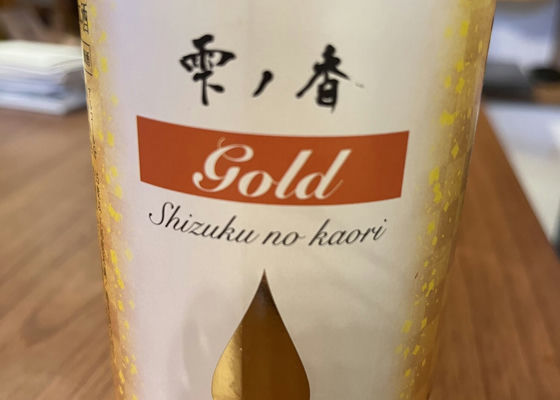 雫ノ香
Gold
Shizuku no kaori